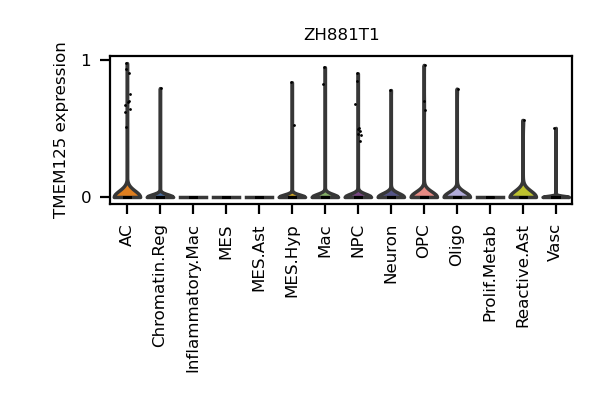 ZH881T1
TMEM125 expression
1
0
AC
Chromatin.Reg
Inflammatory.Mac
MES
MES.Ast
MES.Hyp
Mac
NPC
Neuron
OPC
Oligo
Prolif.Metab
Reactive.Ast
Vasc